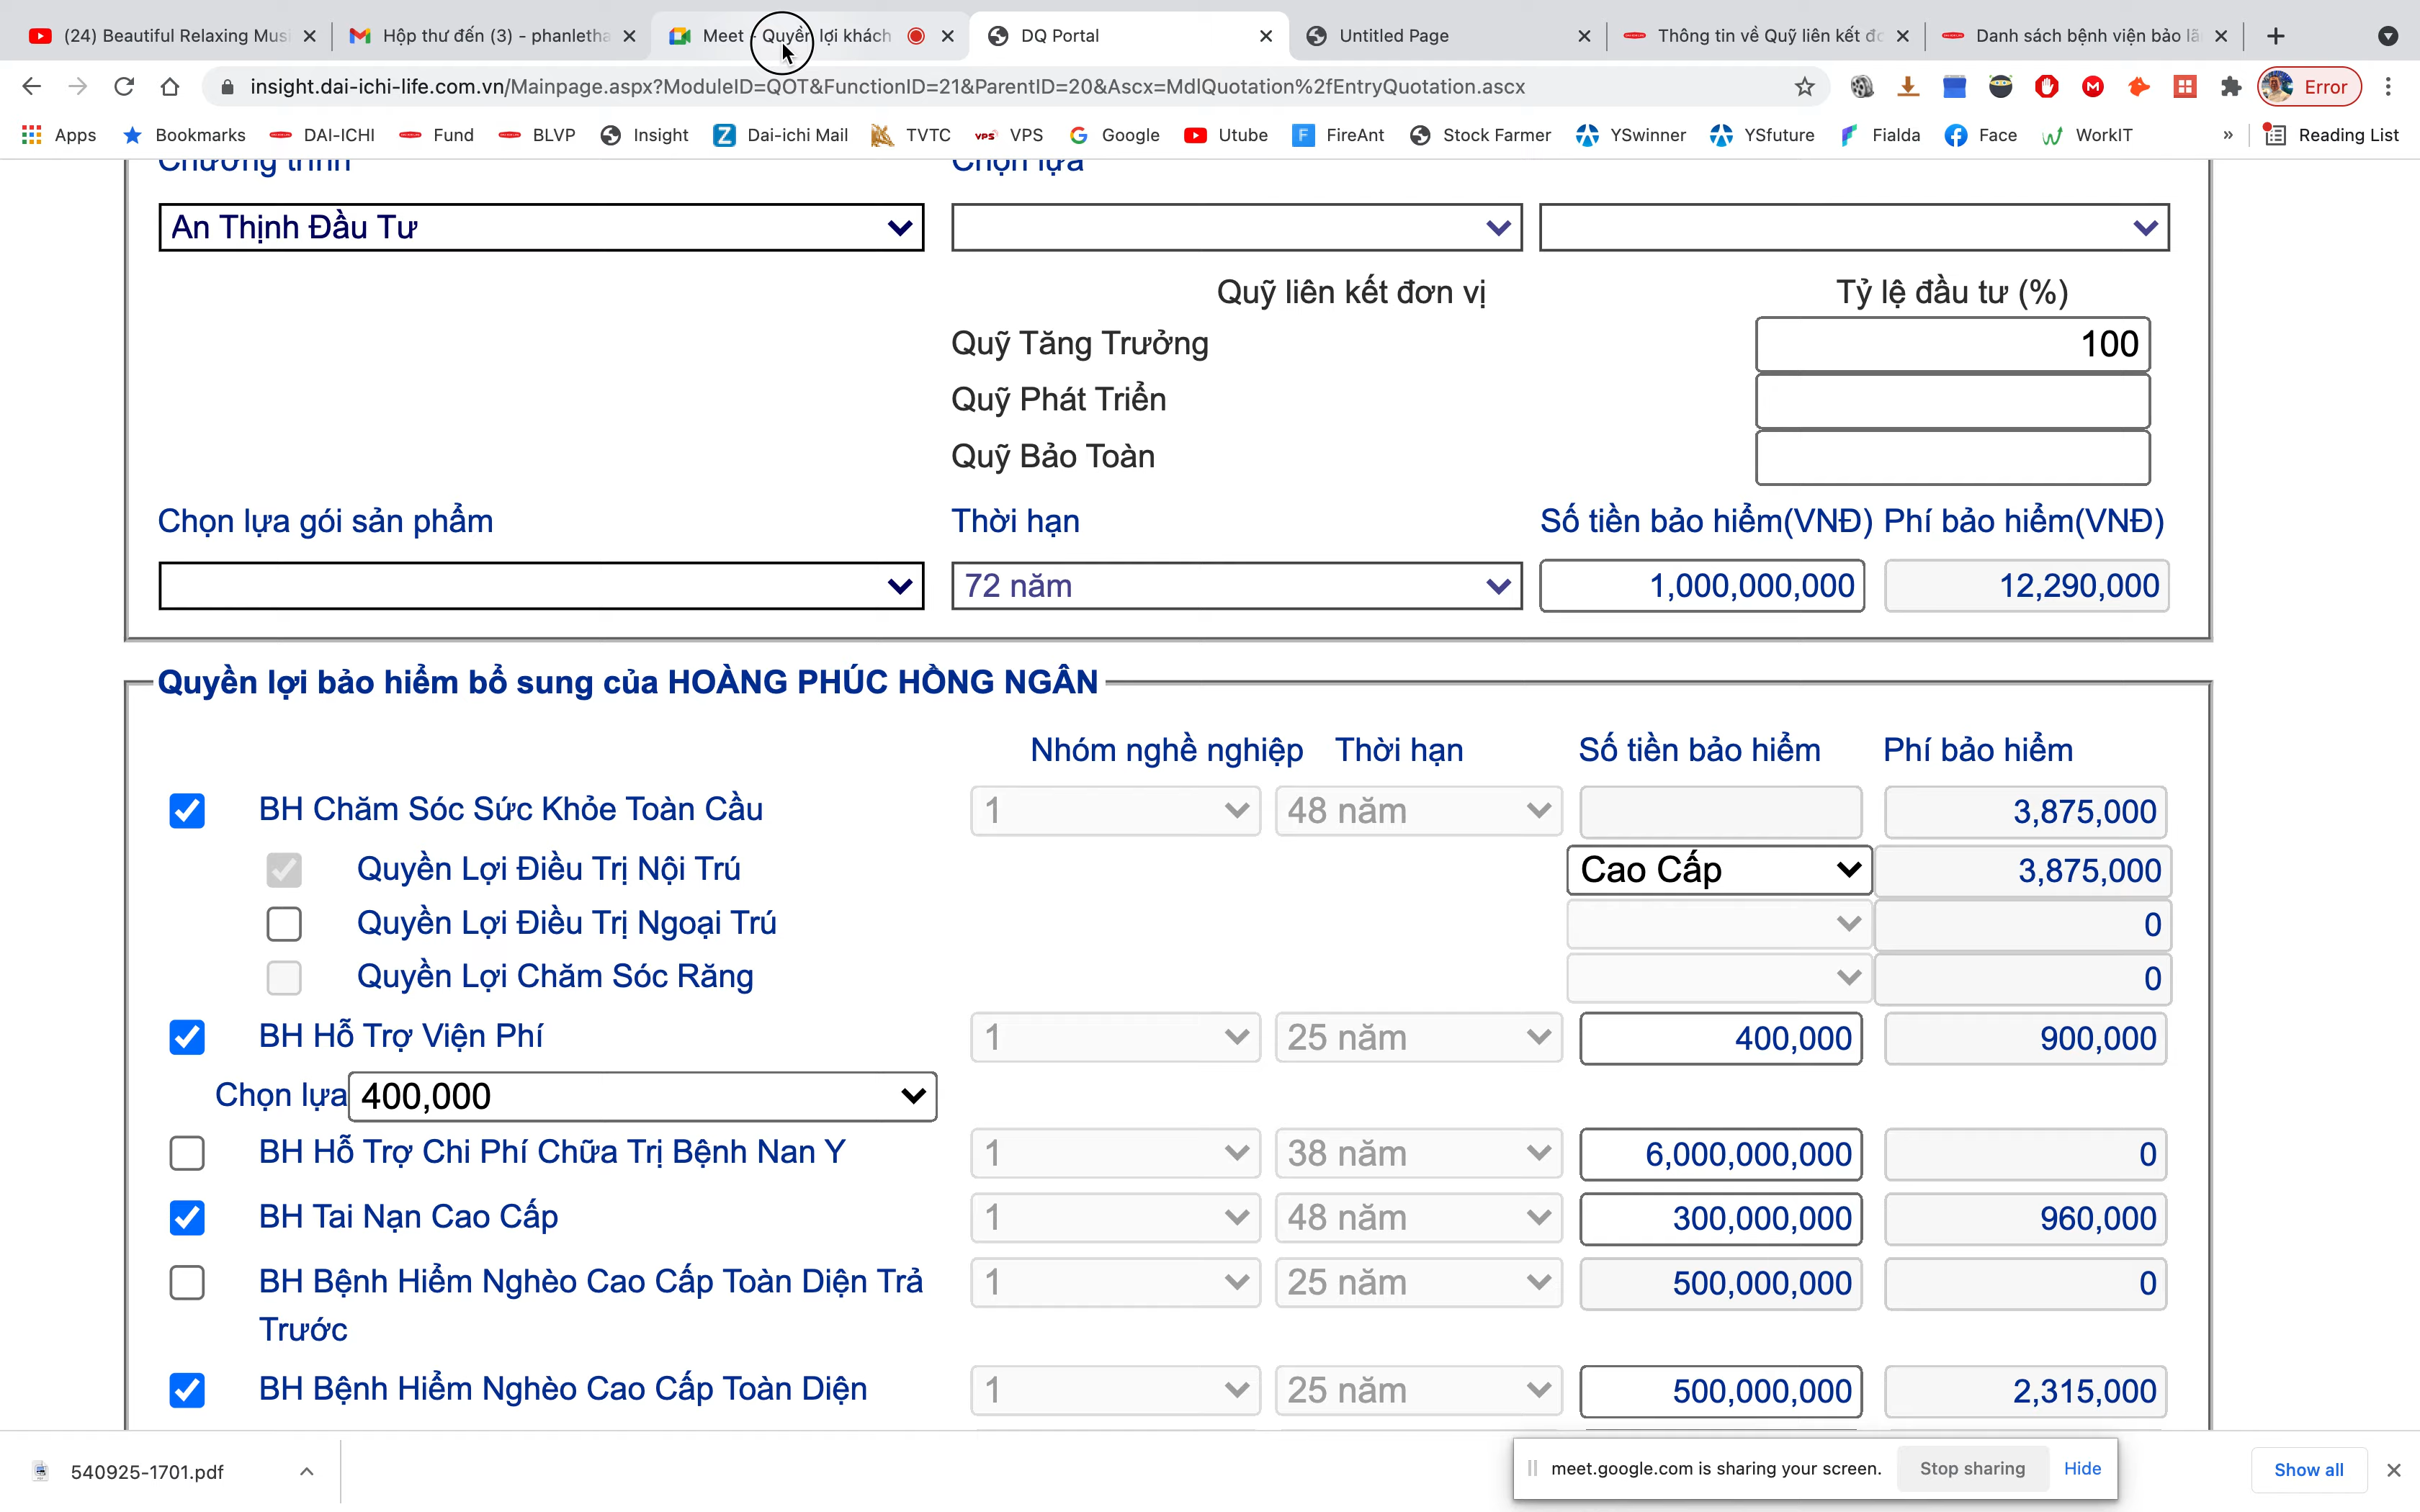 (24) Beautiful Relaxing Mus
Hộp thư đến (3) - phanletha
Meet - Quyền lợi khách
DQ Portal
Untitled Page
Thông tin về Quỹ liên kết đơ
Danh sách bệnh viện bảo lã
insight.dai-ichi-life.com.vn/Mainpage.aspx?ModuleID=QOT&FunctionID=21&ParentID=20&Ascx=MdlQuotation%2fEntryQuotation.ascx
Error
Apps Bookmarks DAI-ICHI Fund BLVP Insight Dai-ichi Mail TVTC VPS VPS Google Utube FireAnt Stock Farmer YSwinner YSfuture Fialda Face WorkIT » Reading List
Chương trình Chọn lựa
An Thịnh Đầu Tư
Quỹ liên kết đơn vị Tỷ lệ đầu tư (%)
Quỹ Tăng Trưởng 100
Quỹ Phát Triển
Quỹ Bảo Toàn
Chọn lựa gói sản phẩm Thời hạn Số tiền bảo hiểm(VNĐ) Phí bảo hiểm(VNĐ)
72 năm 1,000,000,000 12,290,000
Quyền lợi bảo hiểm bổ sung của HOÀNG PHÚC HỒNG NGÂN
Nhóm nghề nghiệp Thời hạn Số tiền bảo hiểm Phí bảo hiểm
BH Chăm Sóc Sức Khỏe Toàn Cầu 1 48 năm 3,875,000
Quyền Lợi Điều Trị Nội Trú Cao Cấp 3,875,000
Quyền Lợi Điều Trị Ngoại Trú 0
Quyền Lợi Chăm Sóc Răng 0
BH Hỗ Trợ Viện Phí 1 25 năm 400,000 900,000
Chọn lựa 400,000
BH Hỗ Trợ Chi Phí Chữa Trị Bệnh Nan Y 1 38 năm 6,000,000,000 0
BH Tai Nạn Cao Cấp 1 48 năm 300,000,000 960,000
BH Bệnh Hiểm Nghèo Cao Cấp Toàn Diện Trả 1 25 năm 500,000,000 0
Trước
BH Bệnh Hiểm Nghèo Cao Cấp Toàn Diện 1 25 năm 500,000,000 2,315,000
540925-1701.pdf
meet.google.com is sharing your screen. Stop sharing Hide
Show all